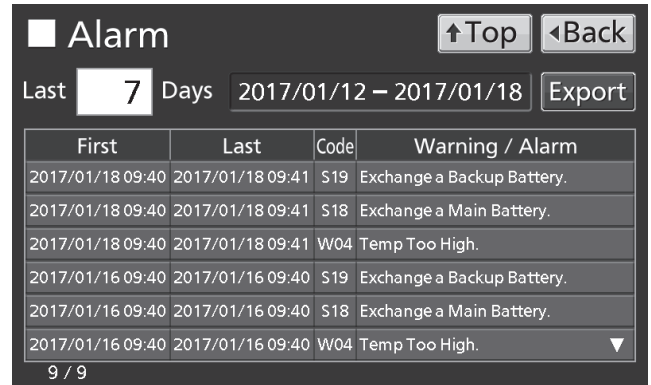 Alarm
↑Top ◂Back
Last 7 Days 2017/01/12 – 2017/01/18 Export
First Last Code Warning / Alarm
2017/01/18 09:40 2017/01/18 09:41 S19 Exchange a Backup Battery.
2017/01/18 09:40 2017/01/18 09:41 S18 Exchange a Main Battery.
2017/01/18 09:40 2017/01/18 09:41 W04 Temp Too High.
2017/01/16 09:40 2017/01/16 09:40 S19 Exchange a Backup Battery.
2017/01/16 09:40 2017/01/16 09:40 S18 Exchange a Main Battery.
2017/01/16 09:40 2017/01/16 09:40 W04 Temp Too High.
9 / 9